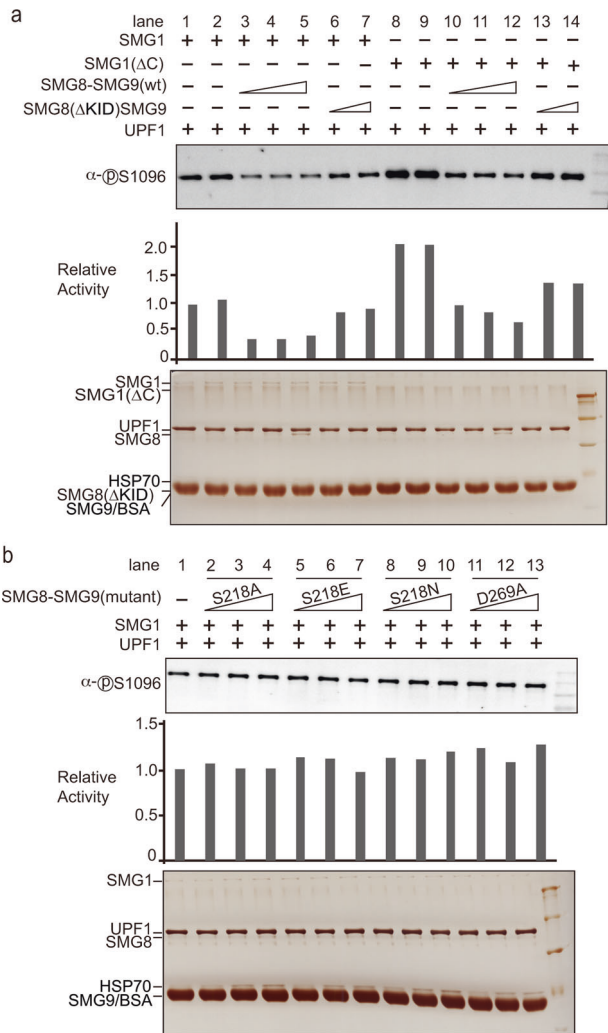 a
lane 1 2 3 4 5 6 7 8 9 10 11 12 13 14
SMG1 + + + + + + + − − − − − − −
SMG1(ΔC) − − − − − − − + + + + + + +
SMG8-SMG9(wt) − − − − − − − − −
SMG8(ΔKID)SMG9 − − − − − − − − − −
UPF1 + + + + + + + + + + + + + +
α-ⓟS1096
2.0
1.5
Relative
Activity
1.0
0.5
0
SMG1
SMG1(ΔC)
UPF1
SMG8
HSP70
SMG8(ΔKID)
SMG9/BSA
b
lane 1 2 3 4 5 6 7 8 9 10 11 12 13
SMG8-SMG9(mutant) − S218A S218E S218N D269A
SMG1 + + + + + + + + + + + + +
UPF1 + + + + + + + + + + + + +
α-ⓟS1096
1.5
Relative
Activity
1.0
0.5
0
SMG1
UPF1
SMG8
HSP70
SMG9/BSA